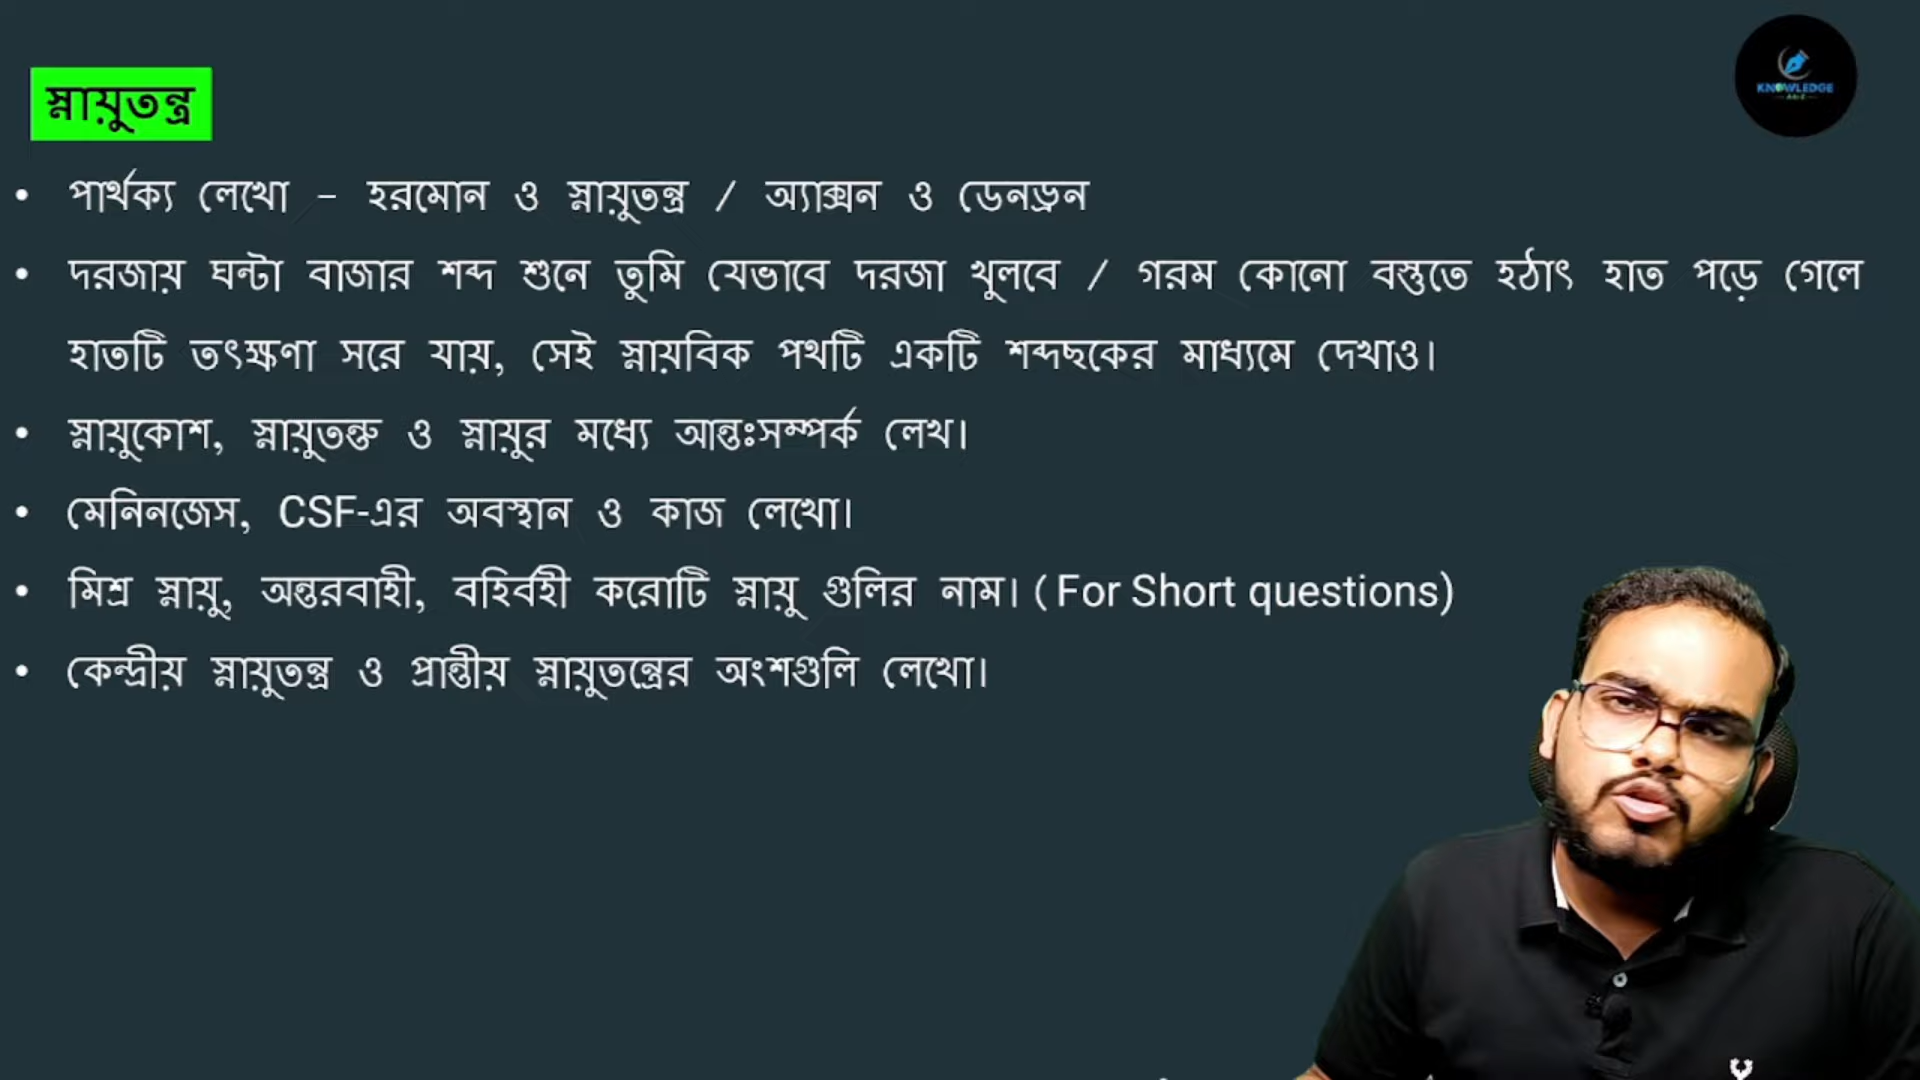 স্নায়ুতন্ত্র
KNOWLEDGE
• পার্থক্য লেখো – হরমোন ও স্নায়ুতন্ত্র / অ্যাক্সন ও ডেনড্রন
• দরজায় ঘন্টা বাজার শব্দ শুনে তুমি যেভাবে দরজা খুলবে / গরম কোনো বস্তুতে হঠাৎ হাত পড়ে গেলে
হাতটি তৎক্ষণা সরে যায়, সেই স্নায়বিক পথটি একটি শব্দছকের মাধ্যমে দেখাও।
• স্নায়ুকোশ, স্নায়ুতন্তু ও স্নায়ুর মধ্যে আন্তঃসম্পর্ক লেখ।
• মেনিনজেস, CSF-এর অবস্থান ও কাজ লেখো।
• মিশ্র স্নায়ু, অন্তরবাহী, বহির্বহী করোটি স্নায়ু গুলির নাম। ( For Short questions)
• কেন্দ্রীয় স্নায়ুতন্ত্র ও প্রান্তীয় স্নায়ুতন্ত্রের অংশগুলি লেখো।